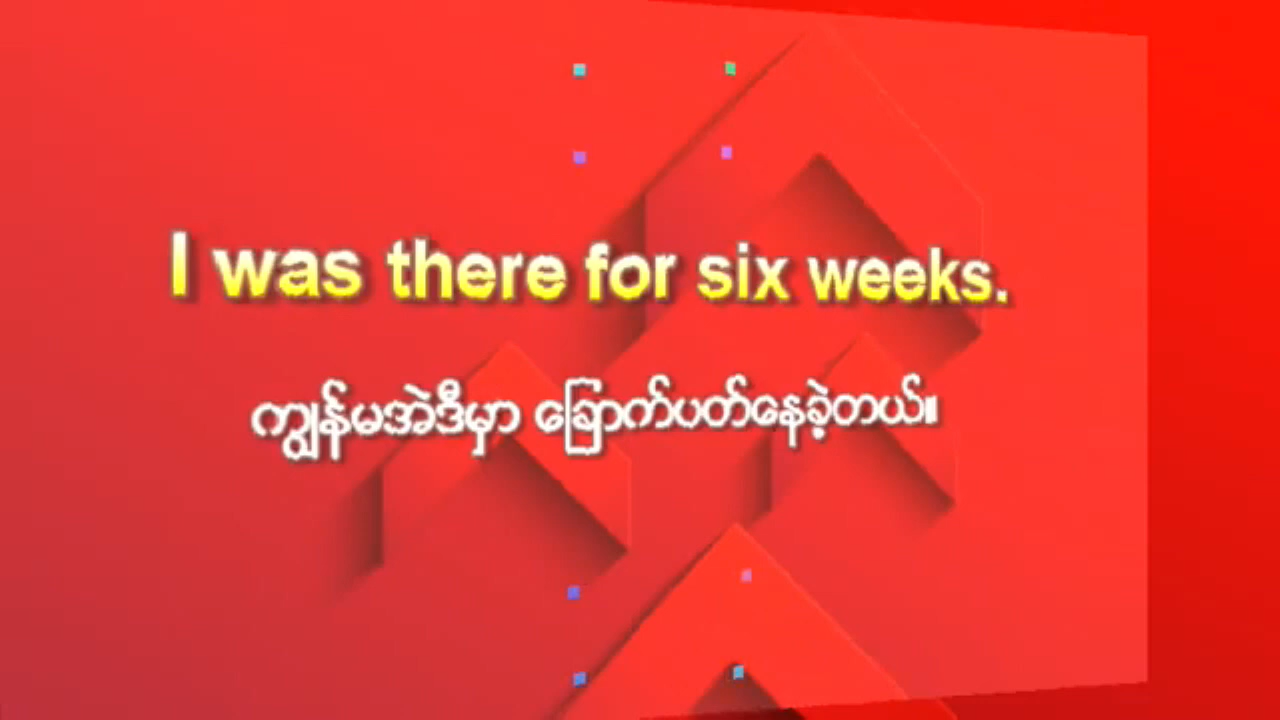 I was there for six weeks.
ကျွန်မအဲဒီမှာ ခြောက်ပတ်နေခဲ့တယ်။